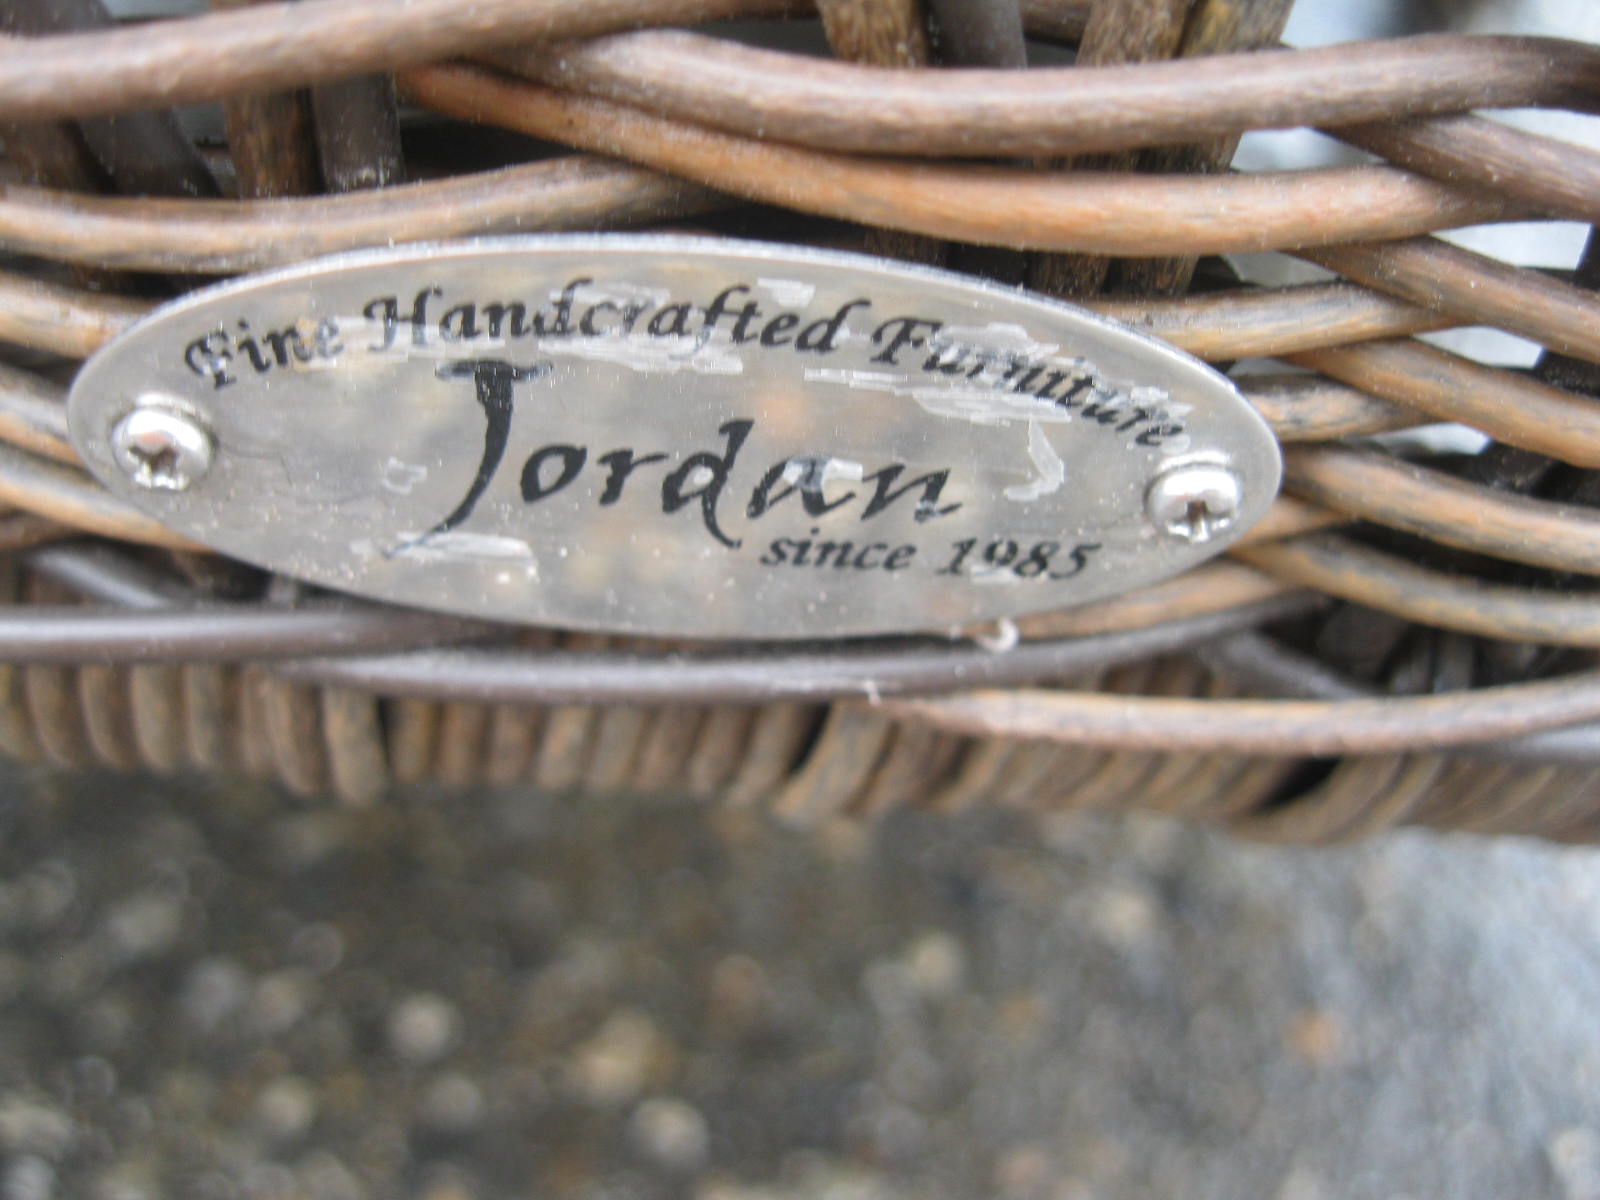 Fine Handcrafted Furniture
Jordan
since 1985